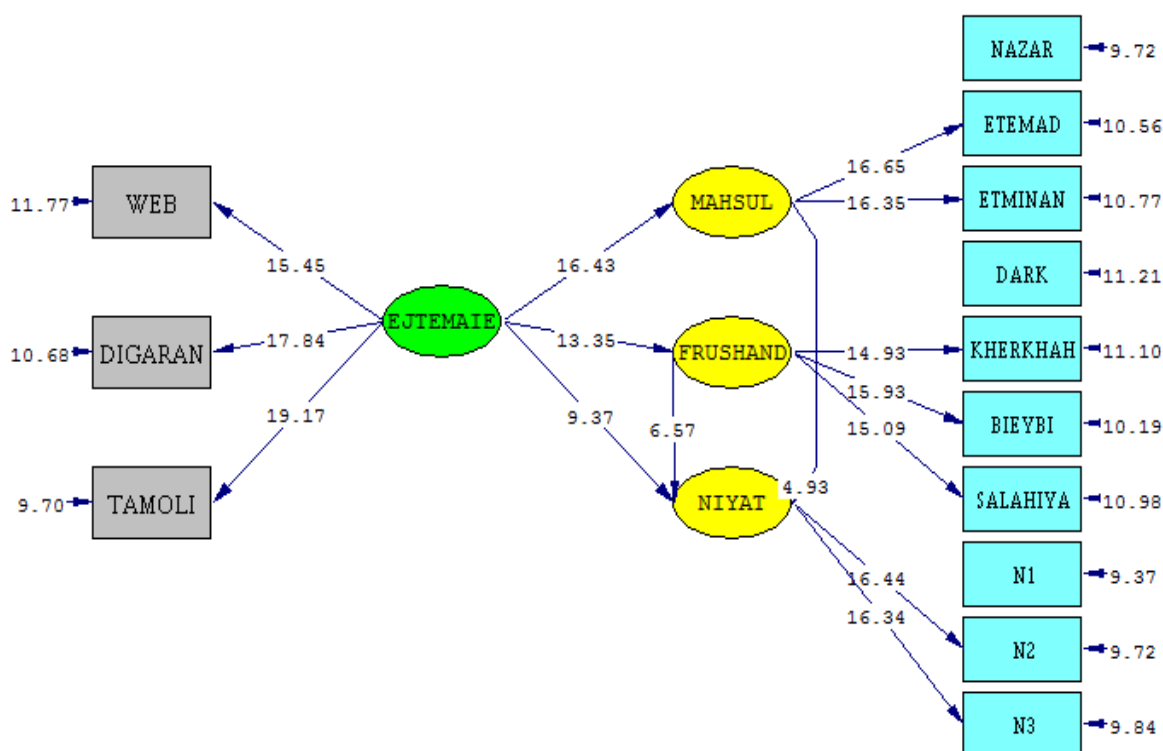 NAZAR
9.72
ETEMAD
10.56
16.65
WEB
11.77
MAHSUL
16.35
ETMINAN
10.77
15.45
16.43
DARK
11.21
EJTEMAIE
DIGARAN
10.68
17.84
13.35
FRUSHAND
14.93
KHERKHAH
11.10
15.93
BIEYBI
10.19
19.17
9.37
6.57
15.09
TAMOLI
9.70
NIYAT
4.93
SALAHIYA
10.98
16.44
N1
9.37
16.34
N2
9.72
N3
9.84